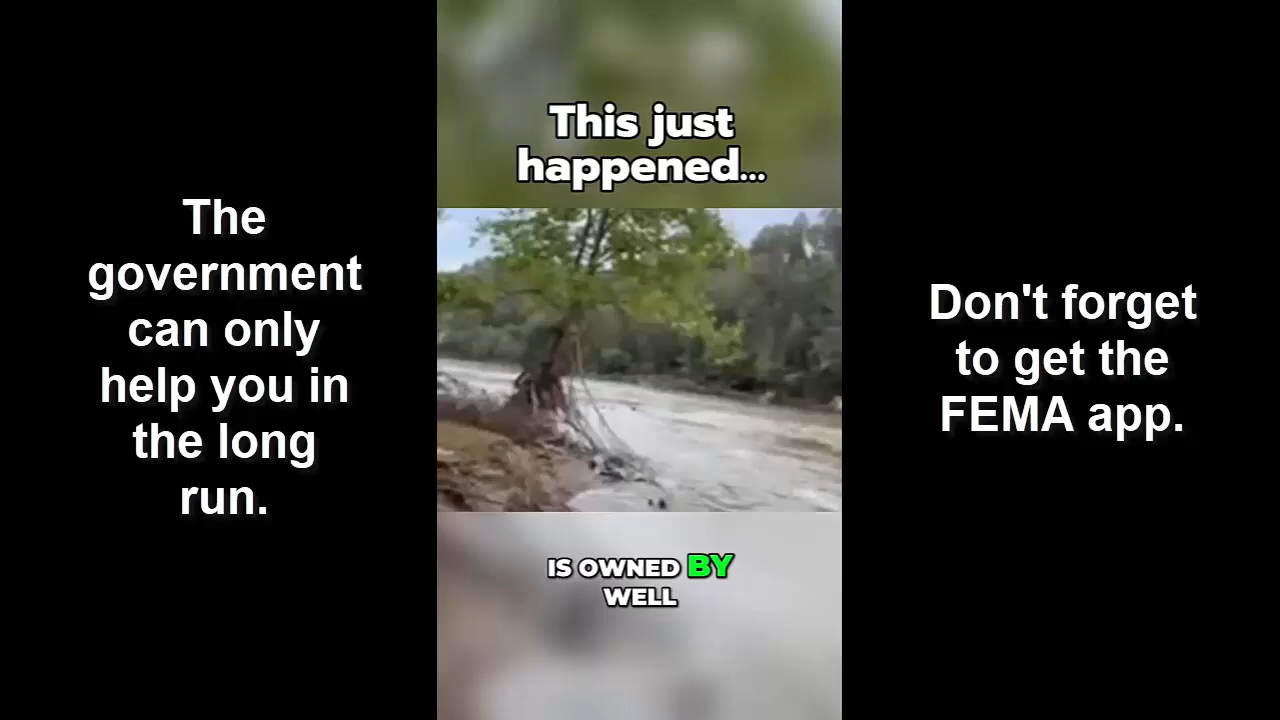 The
government
can only
help you in
the long
run.
This just
happened...
IS OWNED BY
WELL
Don't forget
to get the
FEMA app.